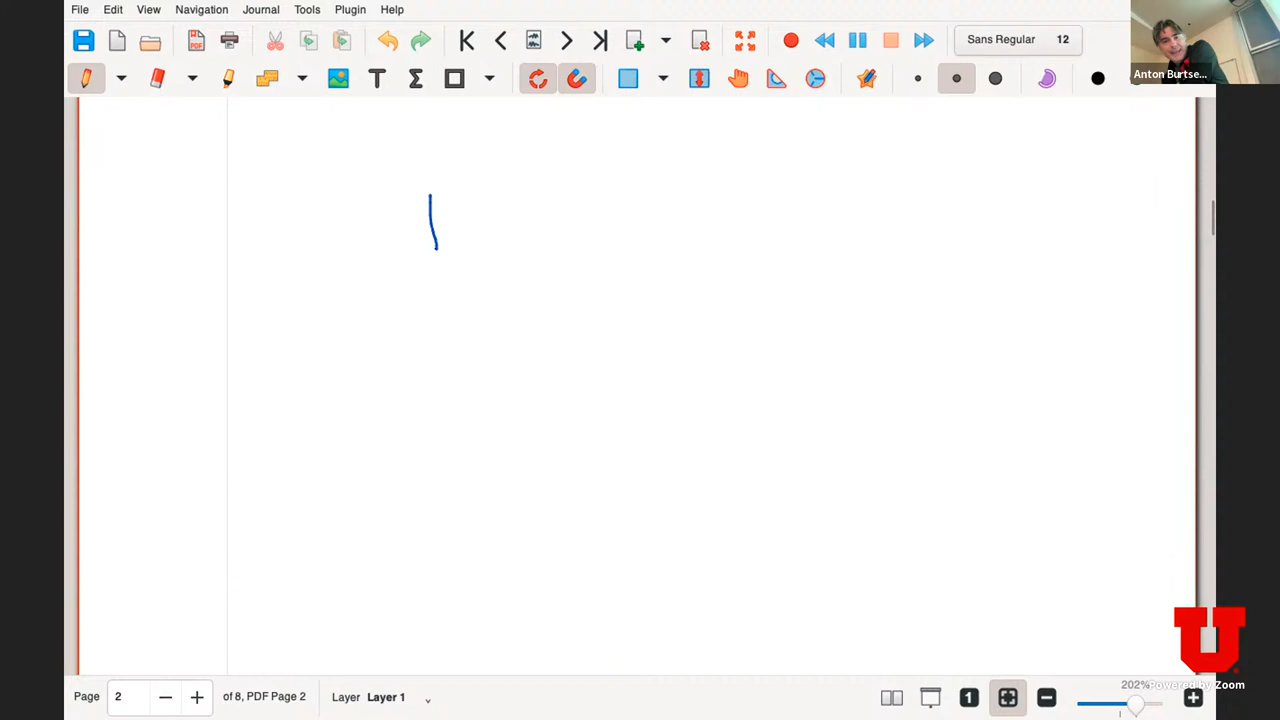 File Edit View Navigation Journal Tools Plugin Help
Sans Regular 12
Anton Burtse...
Page 2 of 8, PDF Page 2 Layer Layer 1
202%
1
U
Powered by Zoom